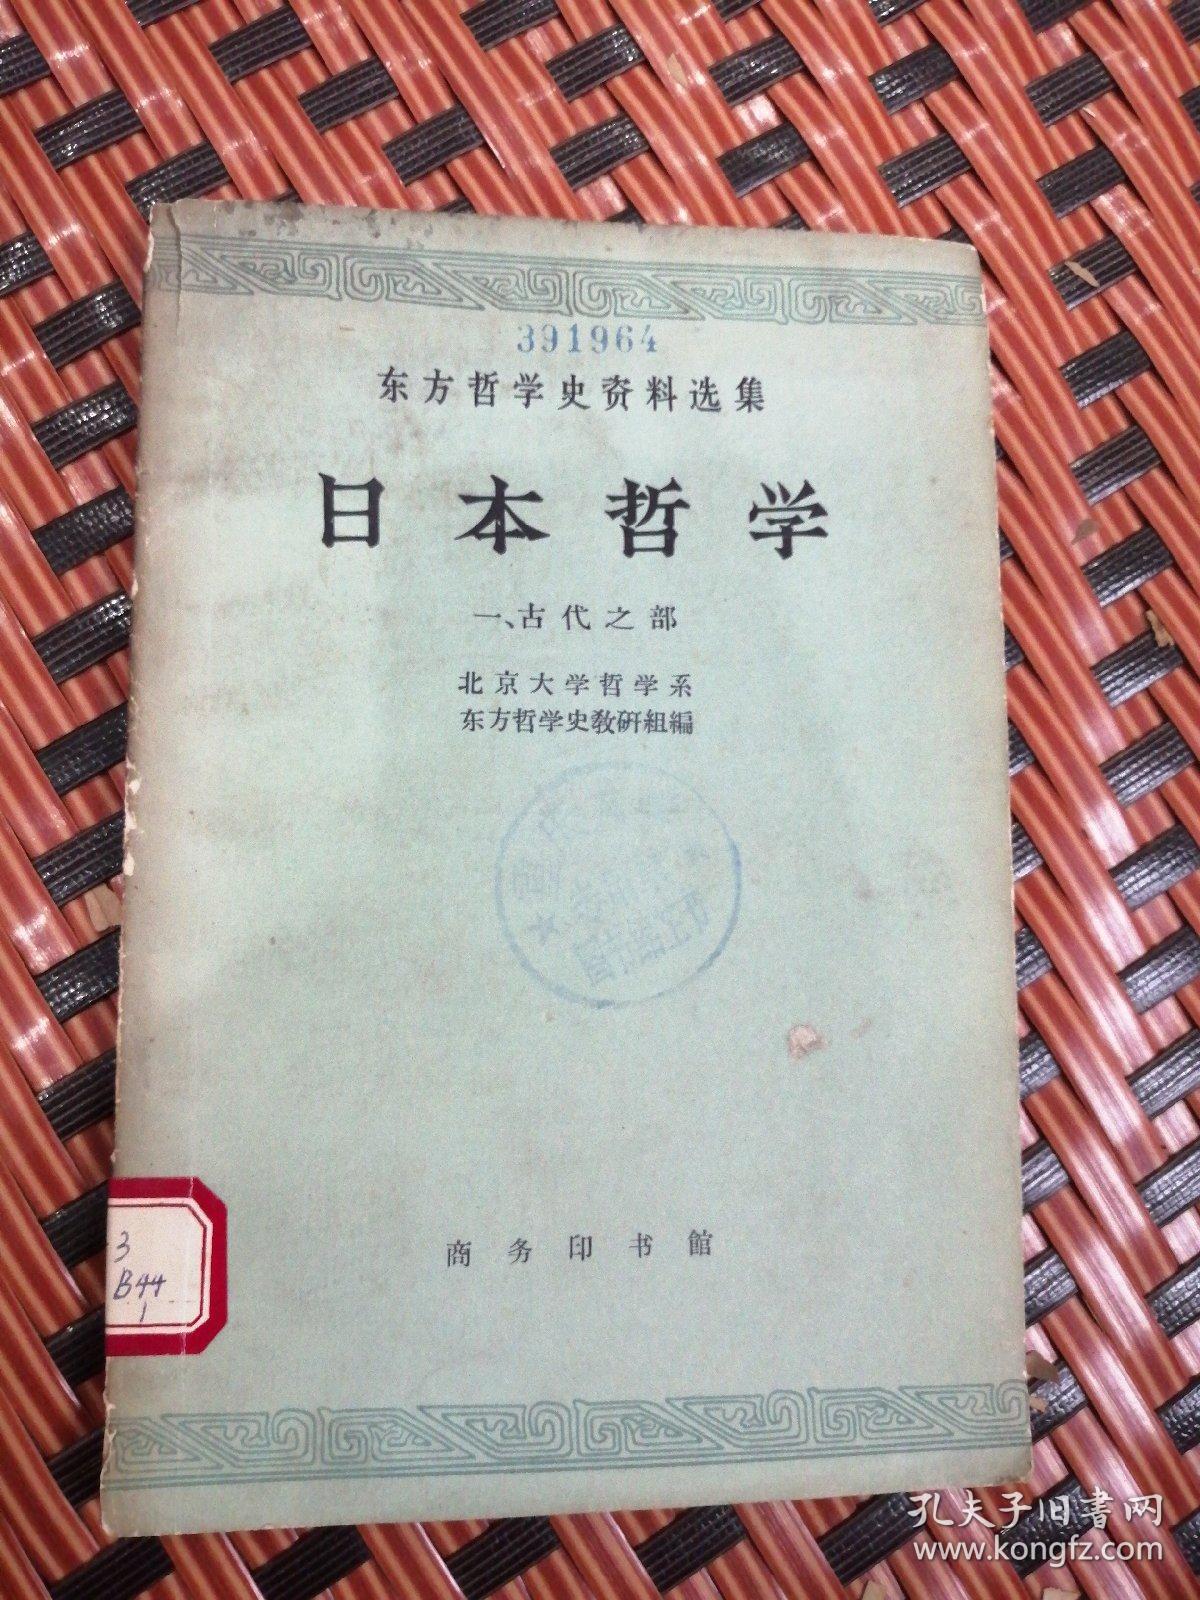 391964
东方哲学史资料选集
日本哲学
一、古代之部
北京大学哲学系
东方哲学史教研組編
3
B44
1
商务印书館
孔夫子旧書网
www.kongfz.com